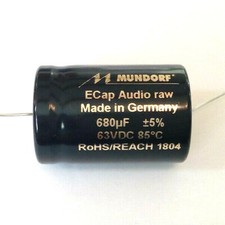 MUNDORF
ECap Audio raw
Made in Germany
680µF ±5%
63VDC 85°C
RoHS/REACH 1804